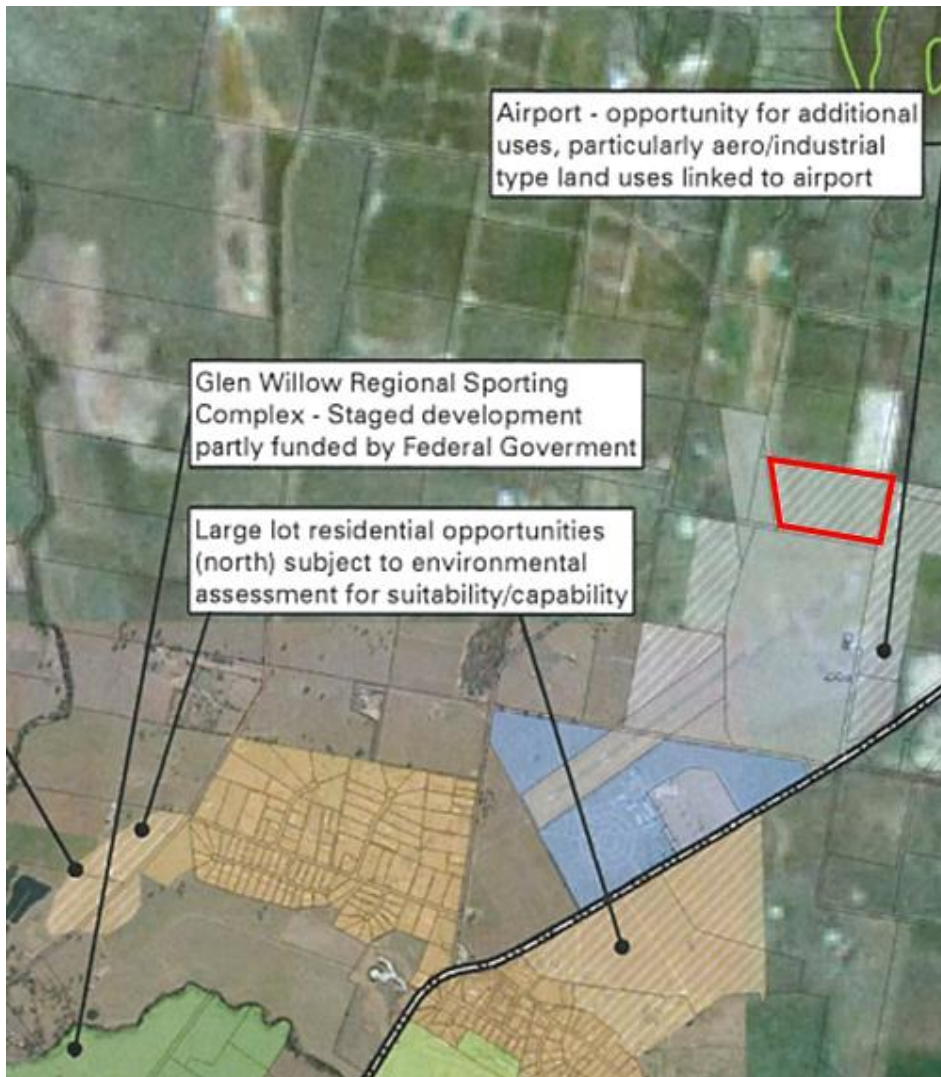 Airport - opportunity for additional
uses, particularly aero/industrial
type land uses linked to airport
Glen Willow Regional Sporting
Complex - Staged development
partly funded by Federal Goverment
Large lot residential opportunities
(north) subject to environmental
assessment for suitability/capability